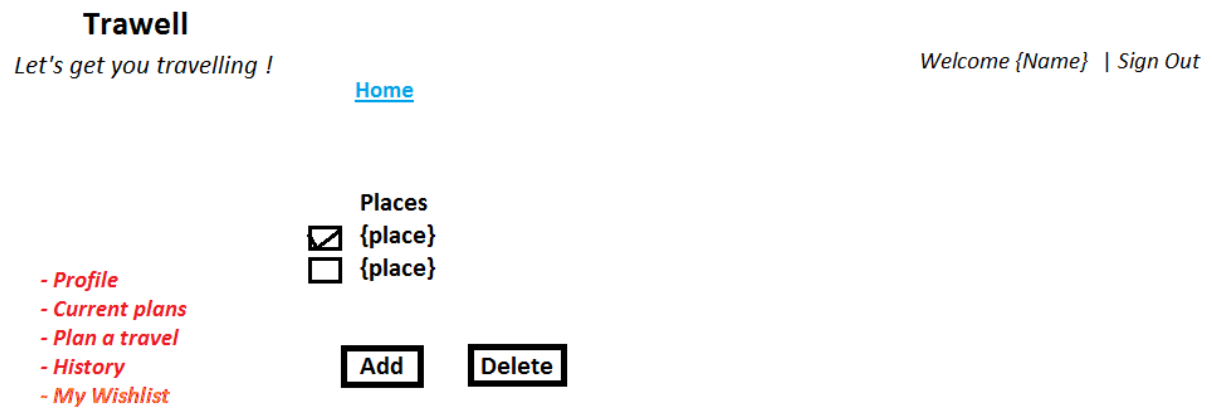 Trawell
Let's get you travelling !
Welcome {Name} | Sign Out
Home
Places
{place}
{place}
- Profile
- Current plans
- Plan a travel
- History
- My Wishlist
Add
Delete